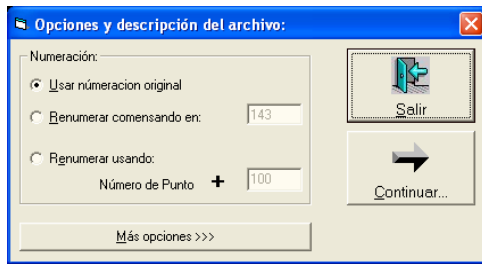 Opciones y descripción del archivo:
Numeración:
Usar númeracion original
Renumerar comensando en: 143
Renumerar usando:
Número de Punto + 100
Más opciones >>>
Salir
Continuar...